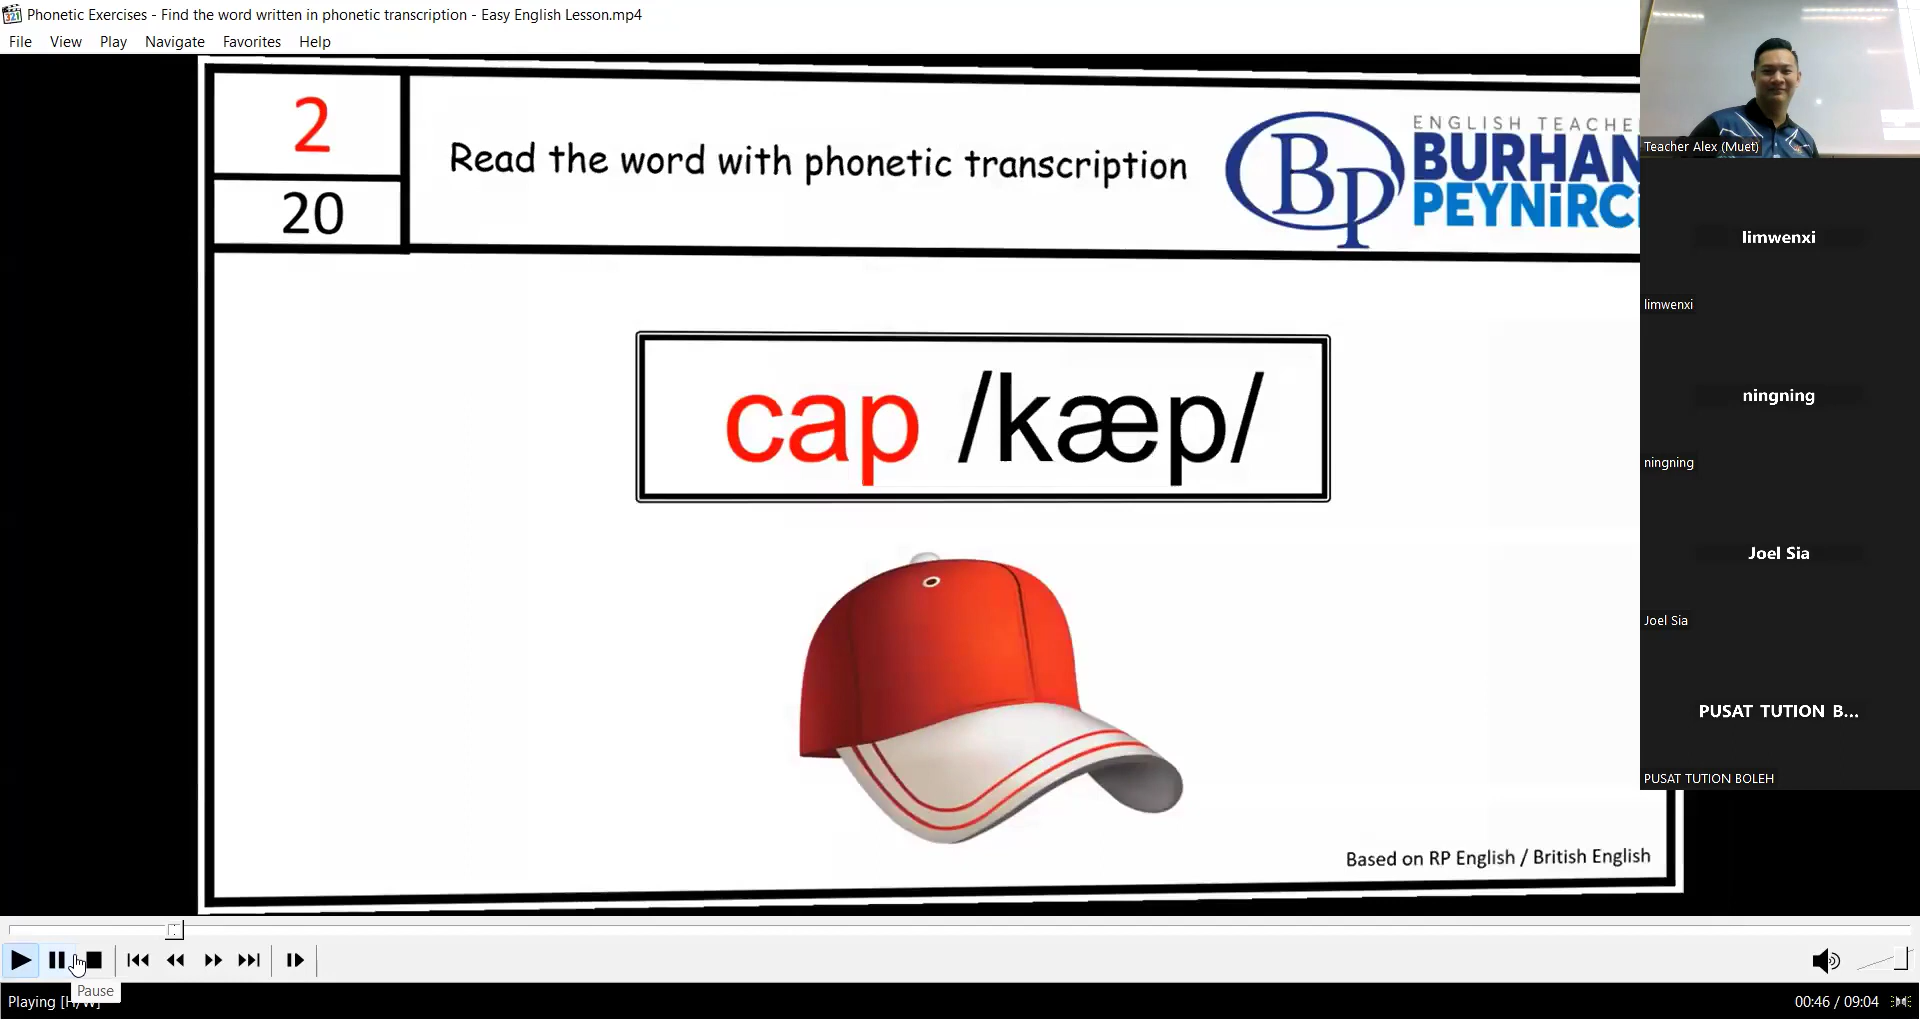 Phonetic Exercises - Find the word written in phonetic transcription - Easy English Lesson.mp4
File View Play Navigate Favorites Help
2
20
Read the word with phonetic transcription
BP
ENGLISH TEACHE
BURHAN
PEYNiRC
cap /kæp/
Based on RP English / British English
Teacher Alex (Muet)
limwenxi
limwenxi
ningning
ningning
Joel Sia
Joel Sia
PUSAT TUTION B...
PUSAT TUTION BOLEH
Pause
Playing [H/W]
00:46 / 09:04